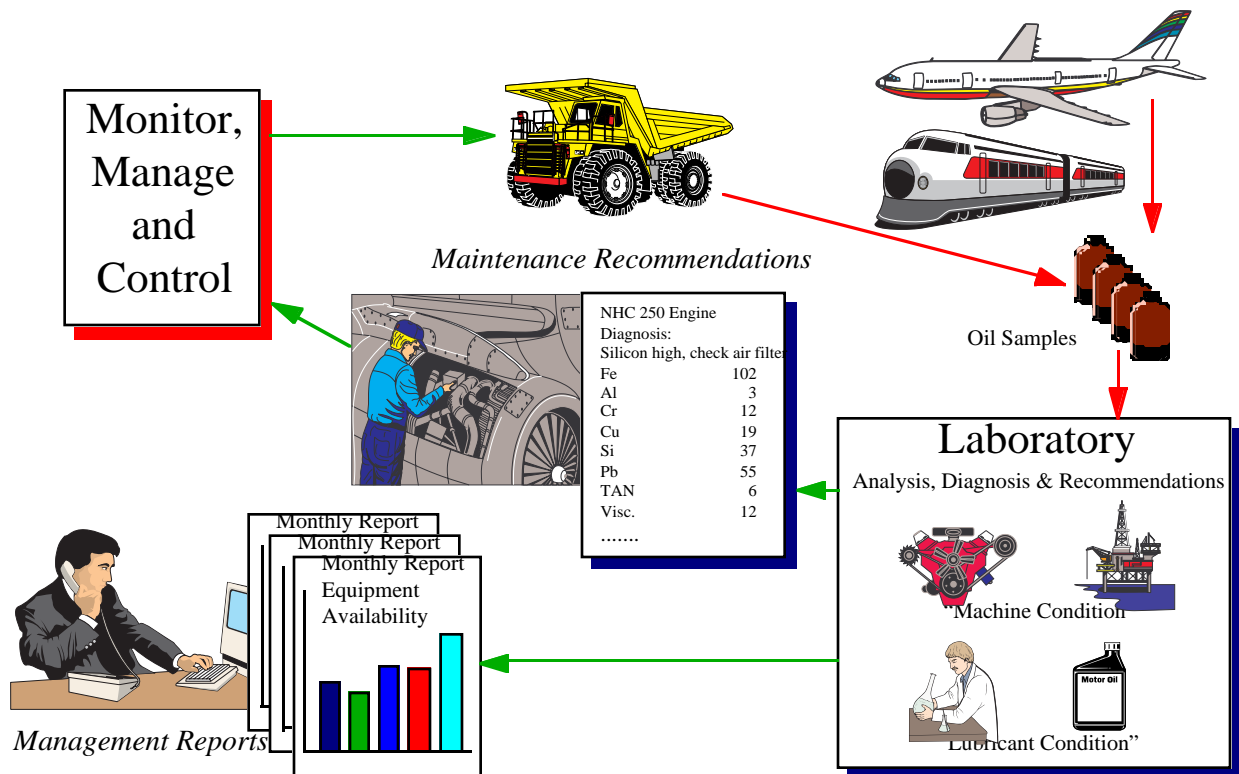 Monitor,
Manage
and
Control
Maintenance Recommendations
NHC 250 Engine
Diagnosis:
Silicon high, check air filter
Fe 102
Al 3
Cr 12
Cu 19
Si 37
Pb 55
TAN 6
Visc. 12
.......
Oil Samples
Laboratory
Analysis, Diagnosis & Recommendations
"Machine Condition
Motor Oil
Lubricant Condition”
Monthly Report
Monthly Report
Monthly Report
Equipment
Availability
Management Reports